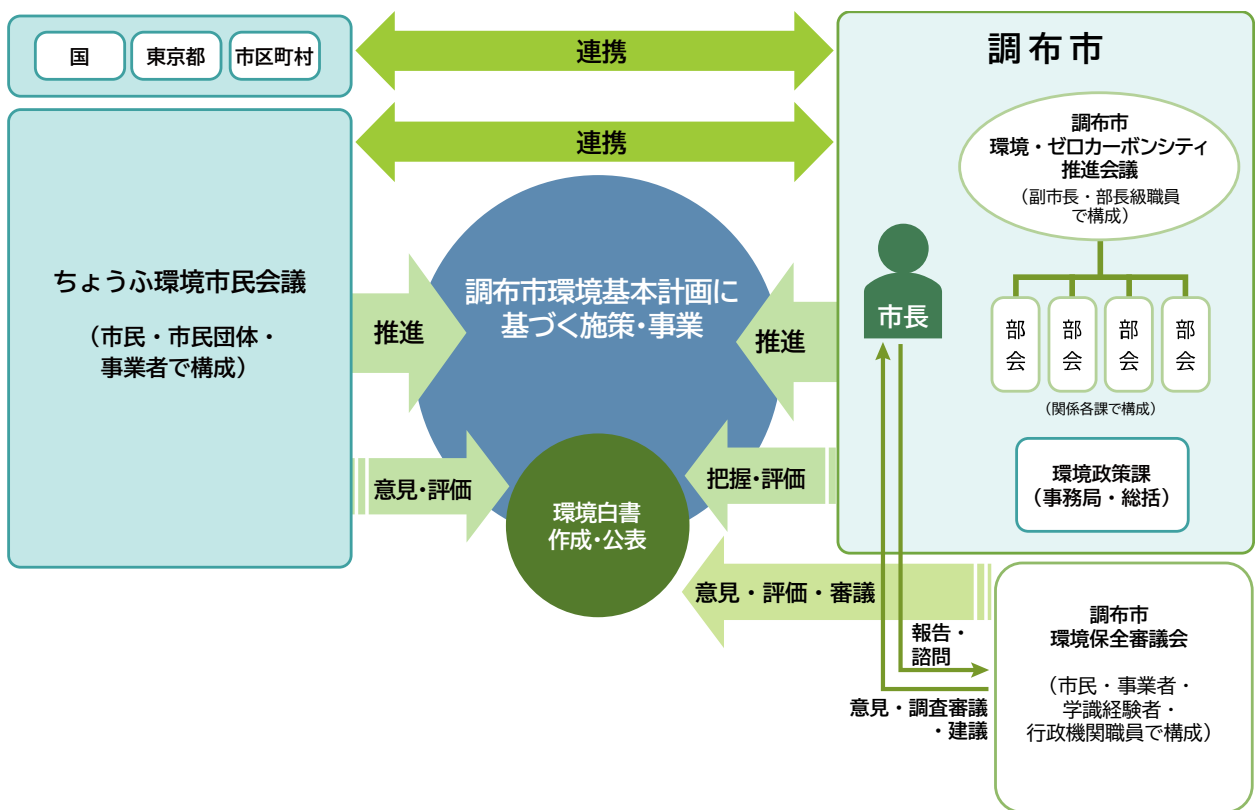 国
東京都
市区町村
連携
連携
調布市
調布市
環境・ゼロカーボンシティ
推進会議
（副市長・部長級職員
で構成）
ちょうふ環境市民会議
（市民・市民団体・
事業者で構成）
推進
調布市環境基本計画に
基づく施策・事業
推進
市長
部会
部会
部会
部会
（関係各課で構成）
意見・評価
環境白書
作成・公表
把握・評価
環境政策課
（事務局・総括）
意見・評価・審議
報告・
諮問
意見・調査審議
・建議
調布市
環境保全審議会
（市民・事業者・
学識経験者・
行政機関職員で構成）